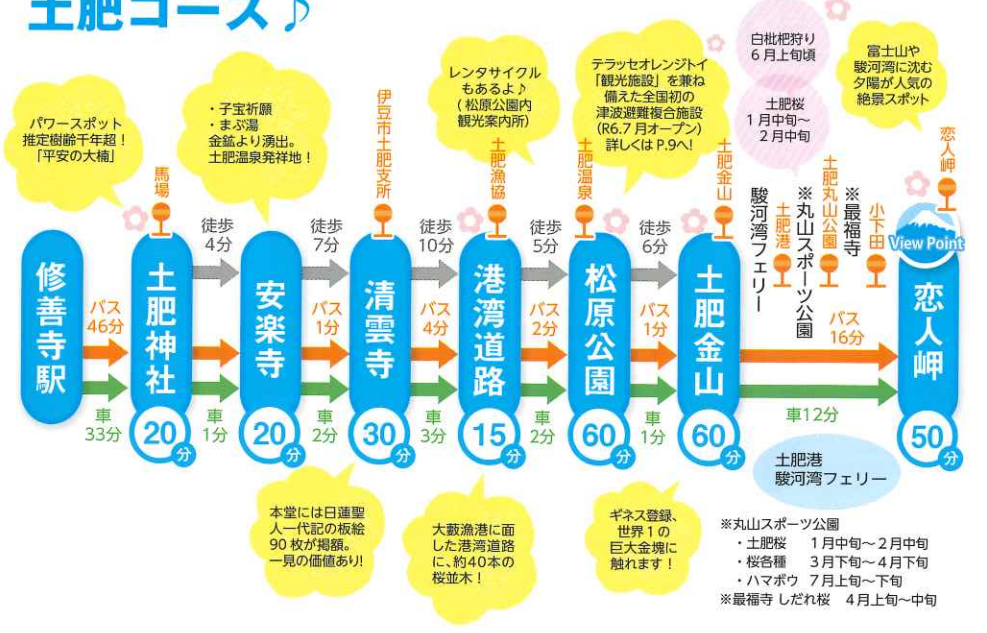 土肥コース♪
パワースポット
推定樹齢千年超！
「平安の大楠」
・子宝祈願
・まぶ湯
金鉱より湧出。
土肥温泉発祥地！
レンタサイクル
もあるよ♪
(松原公園内
観光案内所)
テラッセオレンジトイ
「観光施設」を兼ね
備えた全国初の
津波避難複合施設
(R6.7月オープン)
詳しくはP.9へ!
白枇杷狩り
6月上旬頃
土肥桜
1月中旬～
2月中旬
富士山や
駿河湾に沈む
夕陽が人気の
絶景スポット
馬場
伊豆市土肥支所
土肥漁協
土肥温泉
土肥金山
駿河湾フェリー
土肥港
※丸山スポーツ公園
土肥丸山公園
※最福寺
小下田
恋人岬
View Point
修善寺駅
土肥神社
安楽寺
清雲寺
港湾道路
松原公園
土肥金山
恋人岬
徒歩
4分
徒歩
7分
徒歩
10分
徒歩
5分
徒歩
6分
バス
46分
バス
1分
バス
4分
バス
2分
バス
1分
バス
16分
車
33分
車
1分
車
2分
車
3分
車
2分
車
1分
車12分
20分
20分
30分
15分
60分
60分
50分
本堂には日蓮聖
人一代記の板絵
90枚が掲額。
一見の価値あり!
大藪漁港に面
した港湾道路
に、約40本の
桜並木！
ギネス登録、
世界1の
巨大金塊に
触れます！
土肥港
駿河湾フェリー
※丸山スポーツ公園
・土肥桜 1月中旬～2月中旬
・桜各種 3月下旬～4月下旬
・ハマボウ 7月上旬～下旬
※最福寺 しだれ桜 4月上旬～中旬